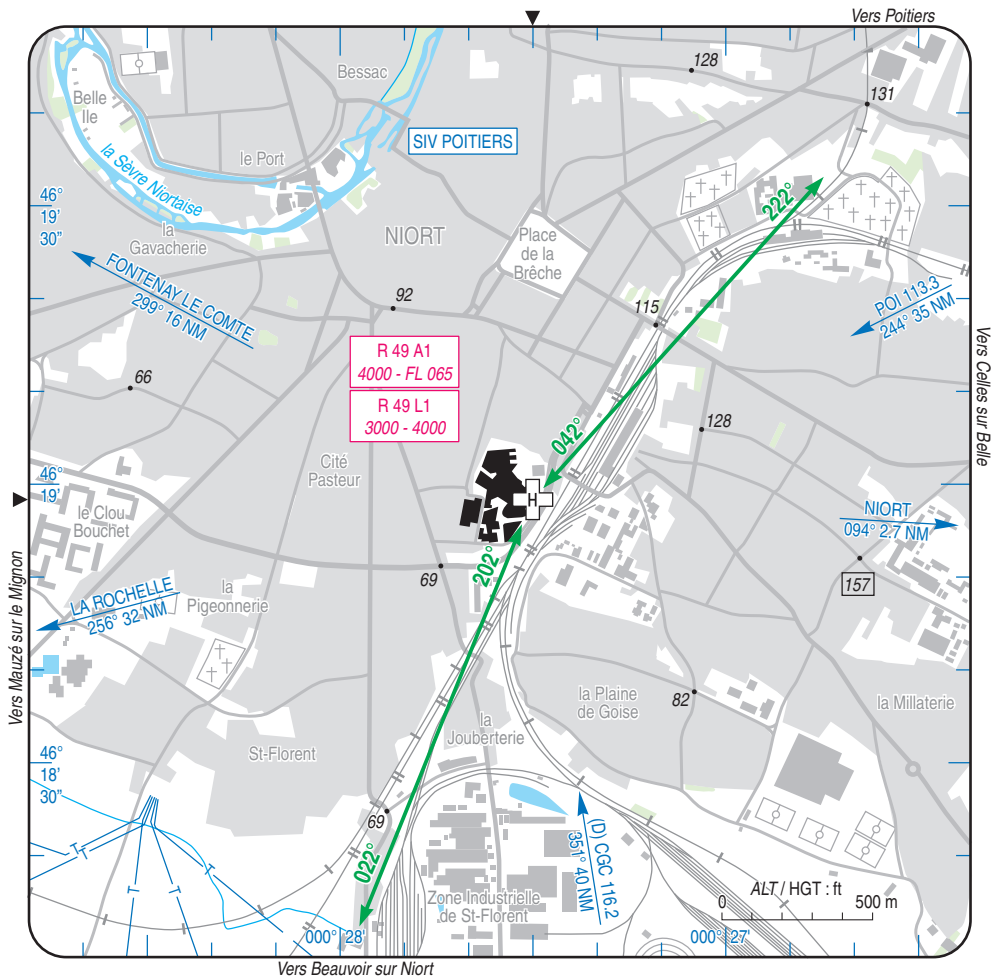 Vers Poitiers
128
Bessac
131
Belle
Ile
SIV POITIERS
le Port
la Sèvre Niortaise
46°
19'
30"
222°
la
Gavacherie
NIORT
Place
de la
Brêche
FONTENAY LE COMTE
299° 16 NM
POI 113.3
244° 35 NM
92
115
Vers Celles sur Belle
R 49 A1
4000 - FL 065
66
R 49 L1
3000 - 4000
128
042°
Cité
Pasteur
46°
19'
H
le Clou
Bouchet
NIORT
094° 2.7 NM
202°
69
157
LA ROCHELLE
256° 32 NM
la
Pigeonnerie
Vers Mauzé sur le Mignon
la Plaine
de Goise
82
la Millaterie
la
Jouberterie
St-Florent
46°
18'
30"
69
(D) CGC 116.2
351° 40 NM
022°
T
T
T
T
Zone Industrielle
de St-Florent
ALT / HGT : ft
0 500 m
000° 28'
000° 27'
Vers Beauvoir sur Niort